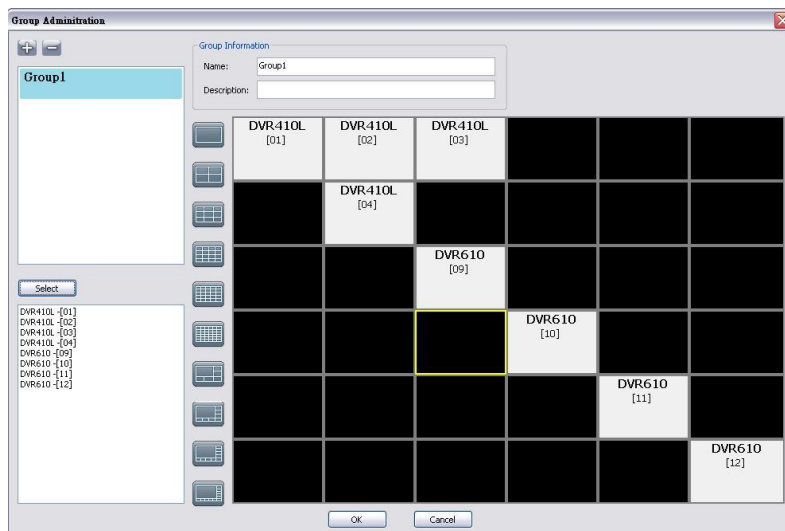 Group Adminitration
Group Information
Name: Group1
Description:
Group1
DVR410L DVR410L DVR410L
[01] [02] [03]
DVR410L
[04]
DVR610
[09]
DVR610
[10]
DVR610
[11]
DVR610
[12]
Select
DVR410L -[01]
DVR410L -[02]
DVR410L -[03]
DVR410L -[04]
DVR610 -[09]
DVR610 -[10]
DVR610 -[11]
DVR610 -[12]
OK Cancel